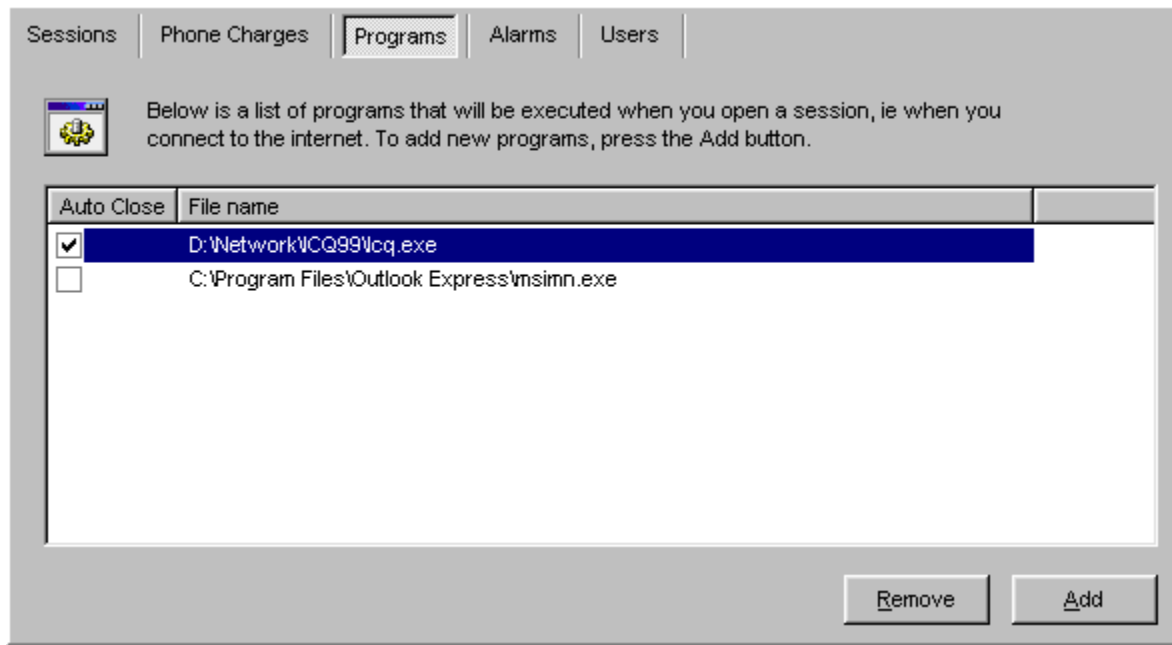 Sessions Phone Charges Programs Alarms Users
Below is a list of programs that will be executed when you open a session, ie when you
connect to the internet. To add new programs, press the Add button.
Auto Close File name
D:\Network\ICQ99\Icq.exe
C:\Program Files\Outlook Express\msimn.exe
Remove Add